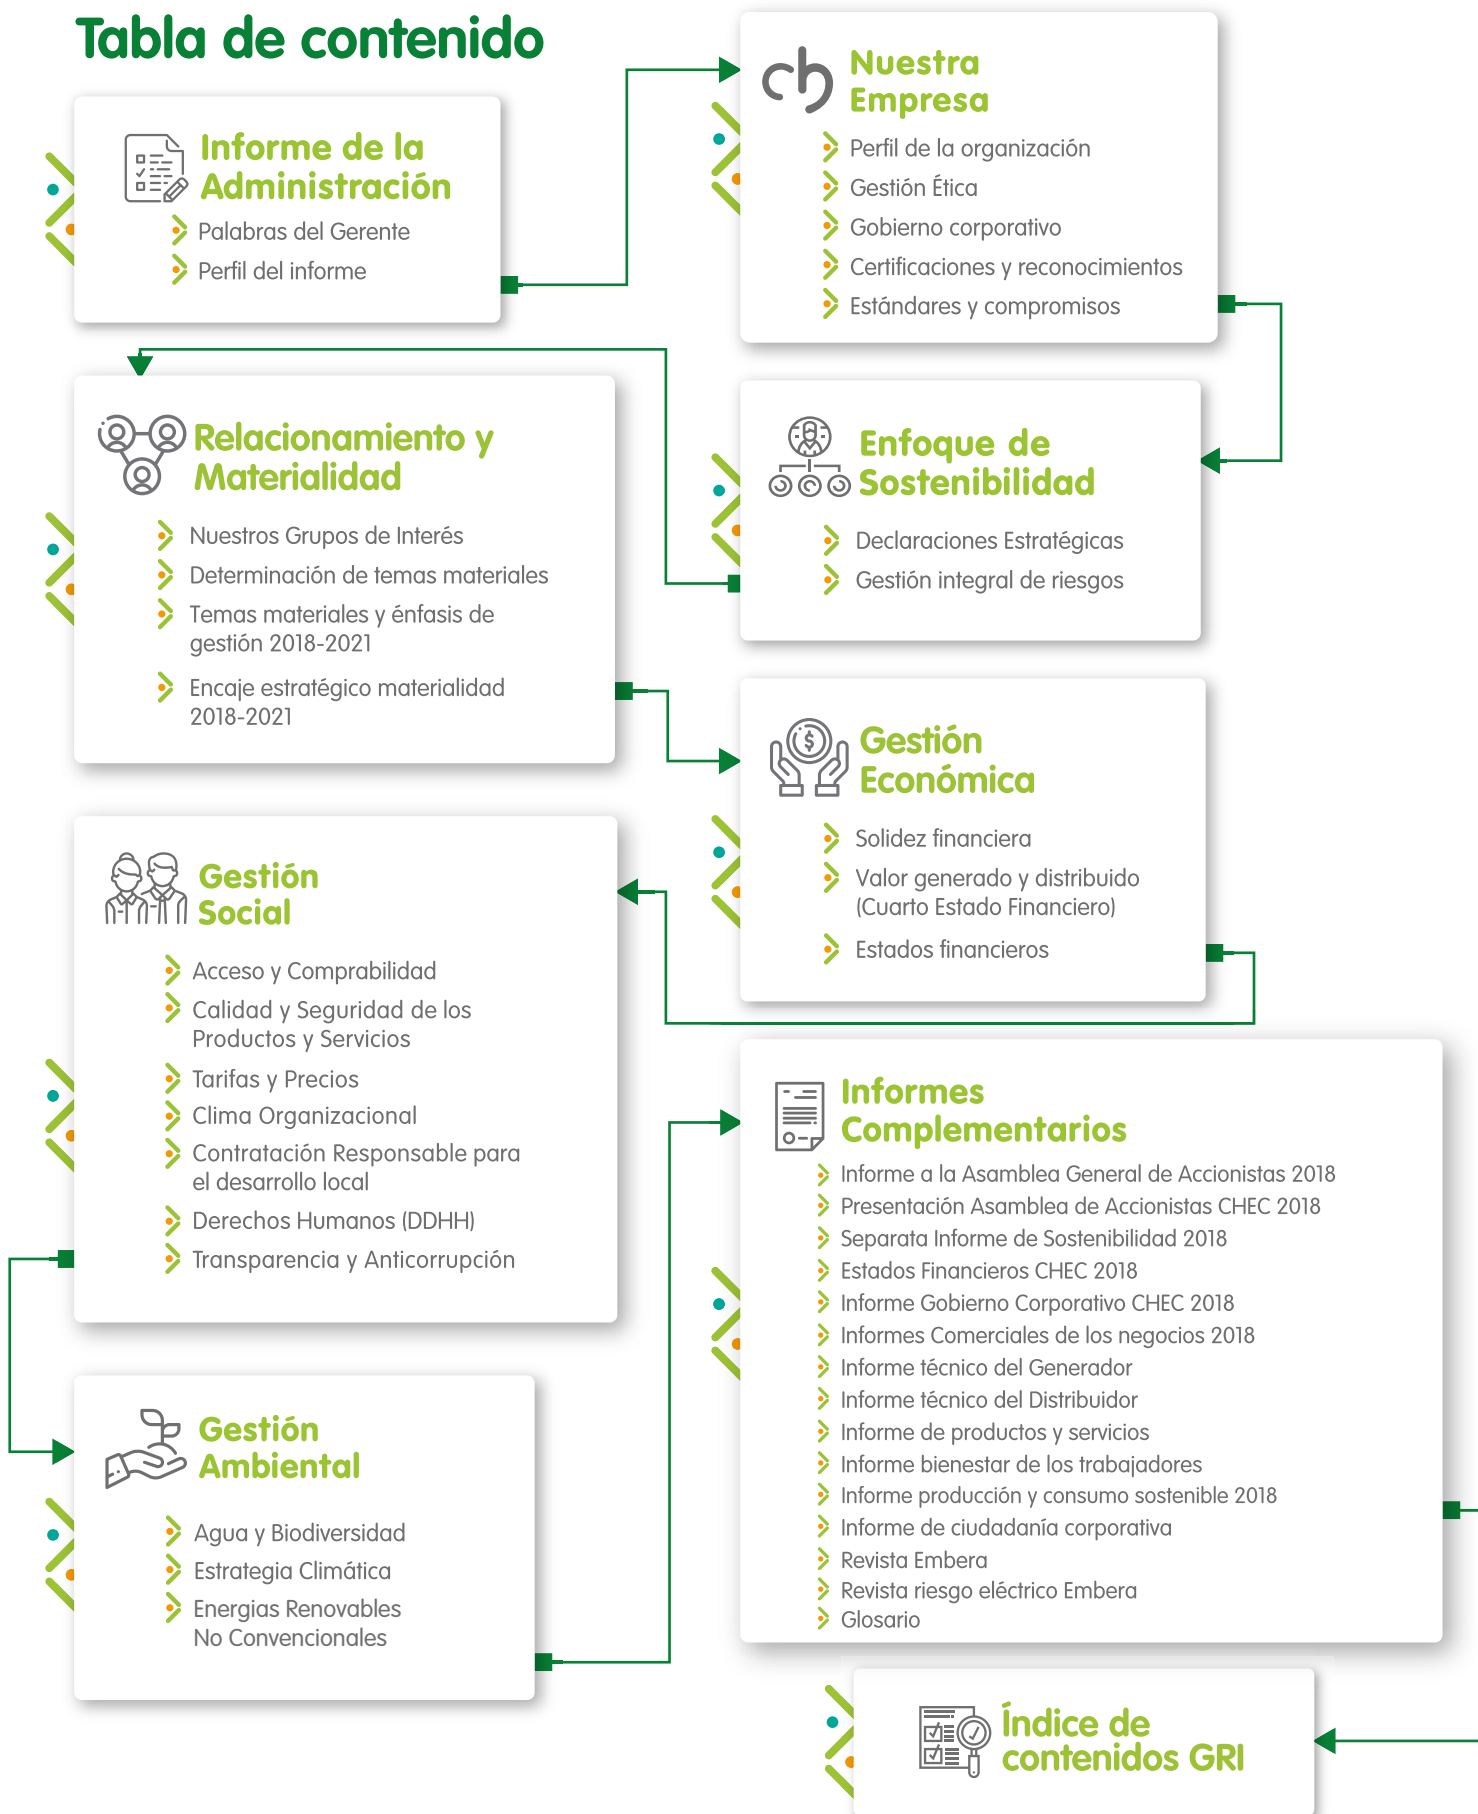 Tabla de contenido
Informe de la
Administración
Palabras del Gerente
Perfil del informe
Nuestra
Empresa
Perfil de la organización
Gestión Ética
Gobierno corporativo
Certificaciones y reconocimientos
Estándares y compromisos
Enfoque de
Sostenibilidad
Declaraciones Estratégicas
Gestión integral de riesgos
Relacionamiento y
Materialidad
Nuestros Grupos de Interés
Determinación de temas materiales
Temas materiales y énfasis de
gestión 2018-2021
Encaje estratégico materialidad
2018-2021
Gestión
Económica
Solidez financiera
Valor generado y distribuido
(Cuarto Estado Financiero)
Estados financieros
Gestión
Social
Acceso y Comprabilidad
Calidad y Seguridad de los
Productos y Servicios
Tarifas y Precios
Clima Organizacional
Contratación Responsable para
el desarrollo local
Derechos Humanos (DDHH)
Transparencia y Anticorrupción
Gestión
Ambiental
Agua y Biodiversidad
Estrategia Climática
Energias Renovables
No Convencionales
Informes
Complementarios
Informe a la Asamblea General de Accionistas 2018
Presentación Asamblea de Accionistas CHEC 2018
Separata Informe de Sostenibilidad 2018
Estados Financieros CHEC 2018
Informe Gobierno Corporativo CHEC 2018
Informes Comerciales de los negocios 2018
Informe técnico del Generador
Informe técnico del Distribuidor
Informe de productos y servicios
Informe bienestar de los trabajadores
Informe producción y consumo sostenible 2018
Informe de ciudadanía corporativa
Revista Embera
Revista riesgo eléctrico Embera
Glosario
Índice de
contenidos GRI